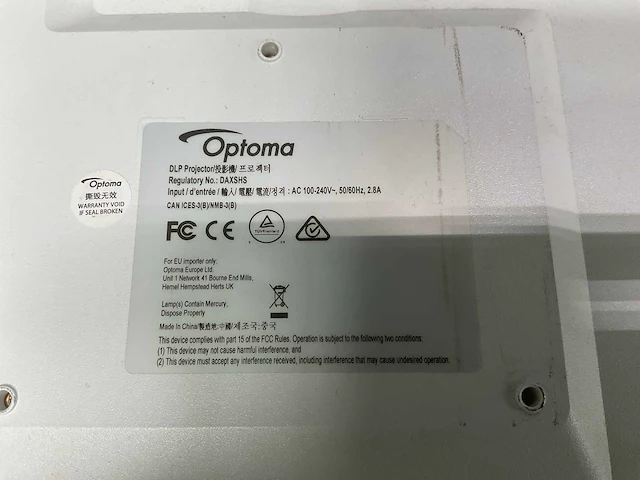 Optoma
DLP Projector/投影機/프로젝터
Regulatory No.: DAXSHS
Input / d'entrée / 輸入/ 電壓/ 電流/정격 : AC 100-240V~, 50/60Hz, 2.8A
CAN ICES-3(B)/NMB-3(B)
FC CE
For EU importer only:
Optoma Europe Ltd.
Unit 1 Network 41 Bourne End Mills,
Hemel Hempstead Herts UK
Lamp(s) Contain Mercury,
Dispose Properly
Made In China/製造地:中國/제조국:중국
This device complies with part 15 of the FCC Rules. Operation is subject to the following two conditions:
(1) This device may not cause harmful interference, and
(2) This device must accept any interference received, including interference that may cause undesired operation.
Optoma
撕毁无效
WARRANTY VOID
IF SEAL BROKEN